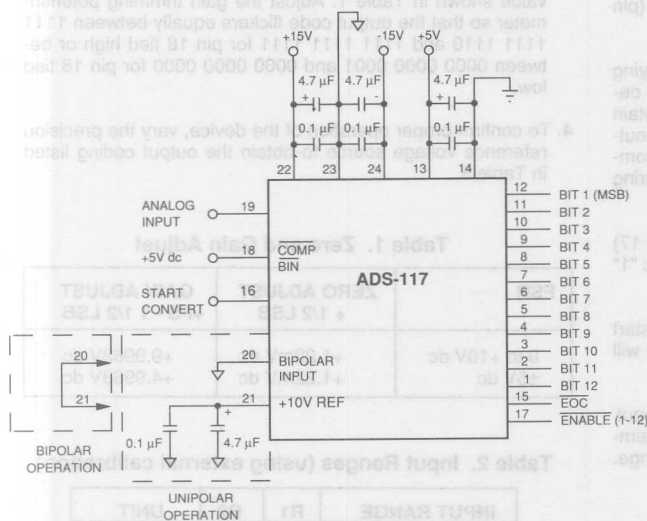 value shown in Table 1. Adjust the gain trimming potentio-
meter so that the output code flickers equally between 1111
1111 1110 and 1111 1111 1111 for pin 18 tied high or be-
tween 0000 0000 0001 and 0000 0000 0000 for pin 18 tied
low.
4. To confirm proper operation of the device, vary the precision
reference voltage source to obtain the output coding listed
in Table
+15V -15V +5V
4.7 µF 4.7 µF 4.7 µF
+ - +
0.1 µF 0.1 µF 0.1 µF
22 23 24 13 14
ANALOG INPUT 19
+5V dc 18 COMP BIN
START CONVERT 16
ADS-117
12 BIT 1 (MSB)
11 BIT 2
10 BIT 3
9 BIT 4
8 BIT 5
7 BIT 6
6 BIT 7
5 BIT 8
4 BIT 9
3 BIT 10
2 BIT 11
1 BIT 12
15 EOC
17 ENABLE (1-12)
20 BIPOLAR INPUT
21 +10V REF
20
21
+
0.1 µF 4.7 µF
BIPOLAR OPERATION
UNIPOLAR OPERATION
Table 1. Zero and Gain Adjust
ZERO ADJUST GAIN ADJUST
+ 1/2 LSB 1 1/2 LSB
+10V dc
Table 2. Input Ranges (using external calibration)
INPUT RANGE R1 UNIT